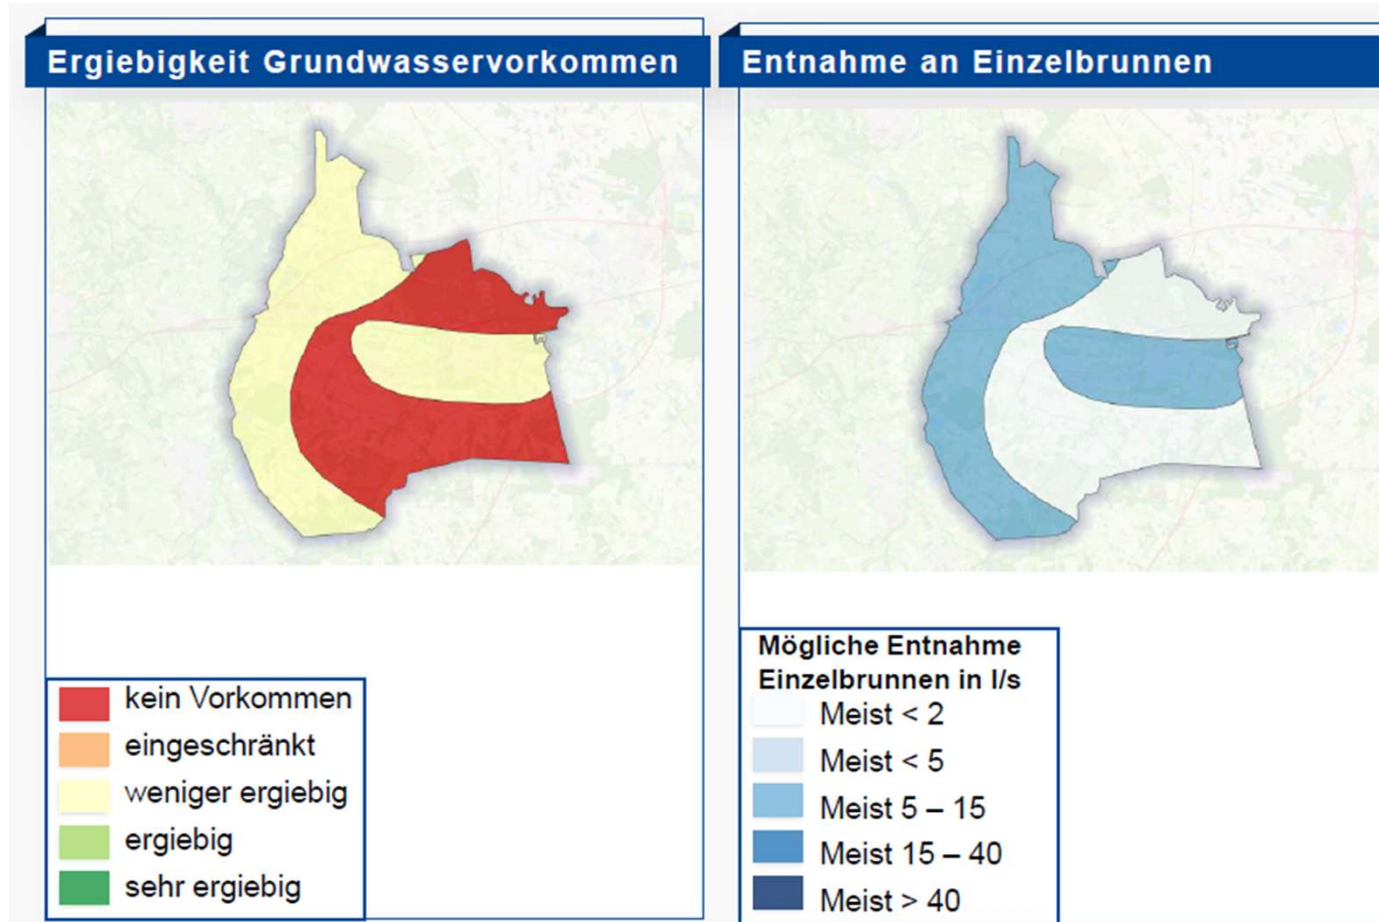 Ergiebigkeit Grundwasservorkommen
kein Vorkommen
eingeschränkt
weniger ergiebig
ergiebig
sehr ergiebig
Entnahme an Einzelbrunnen
Mögliche Entnahme
Einzelbrunnen in l/s
Meist < 2
Meist < 5
Meist 5 – 15
Meist 15 – 40
Meist > 40